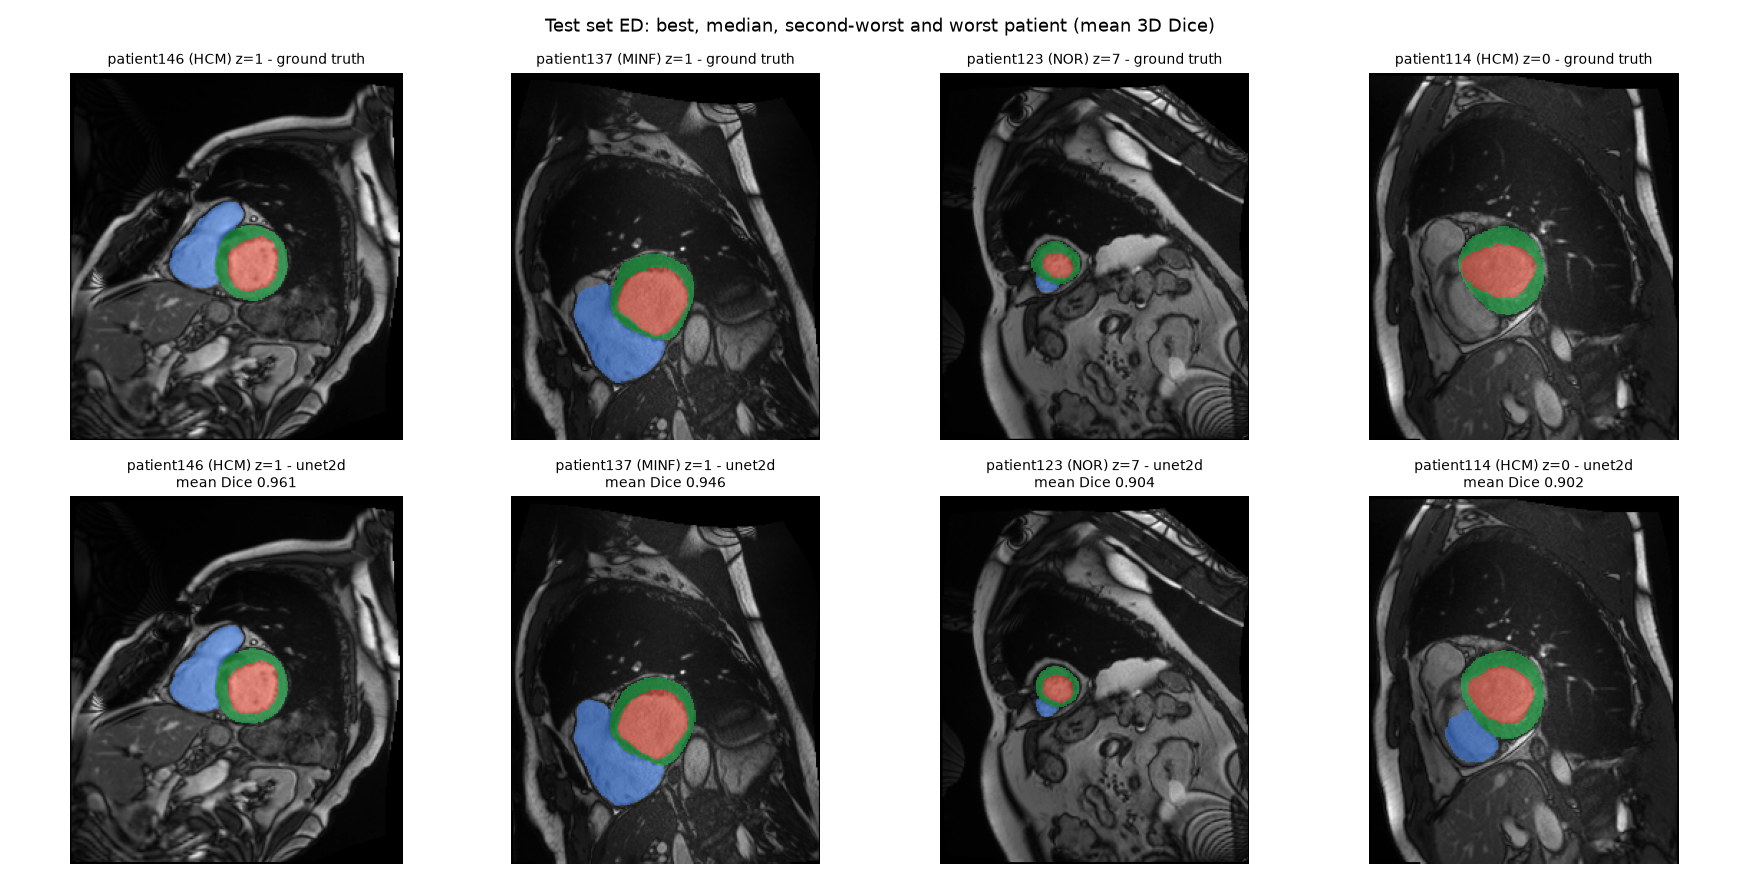 Test set ED: best, median, second-worst and worst patient (mean 3D Dice)
patient146 (HCM) z=1 - ground truth
patient137 (MINF) z=1 - ground truth
patient123 (NOR) z=7 - ground truth
patient114 (HCM) z=0 - ground truth
patient146 (HCM) z=1 - unet2d
mean Dice 0.961
patient137 (MINF) z=1 - unet2d
mean Dice 0.946
patient123 (NOR) z=7 - unet2d
mean Dice 0.904
patient114 (HCM) z=0 - unet2d
mean Dice 0.902